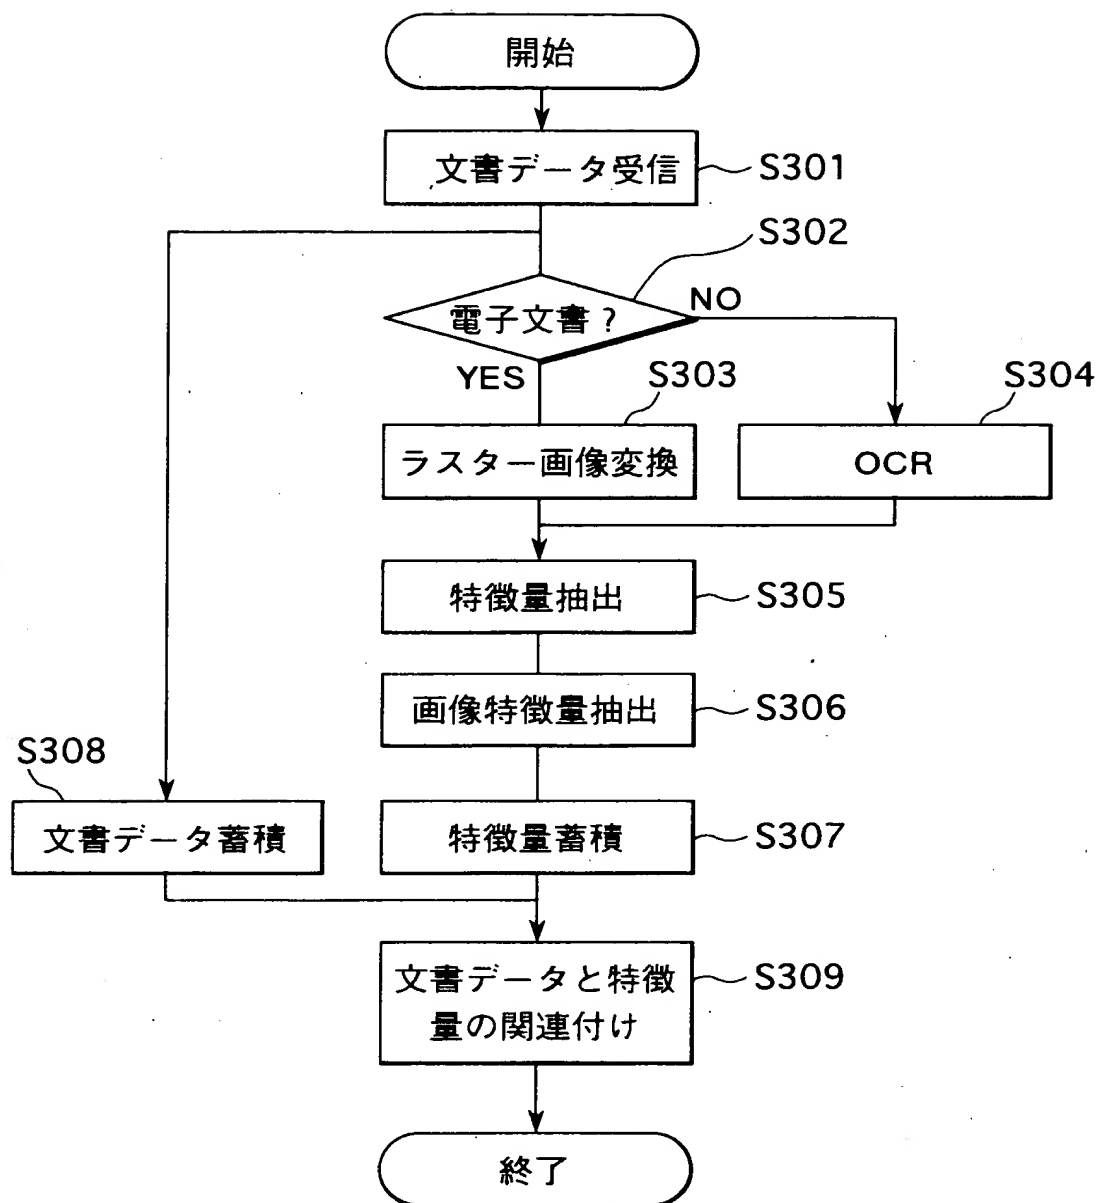 開始
文書データ受信
S301
S302
電子文書?
NO
YES
S303
S304
ラスター画像変換
OCR
特徴量抽出
S305
画像特徴量抽出
S306
S308
文書データ蓄積
特徴量蓄積
S307
文書データと特徴
量の関連付け
S309
終了